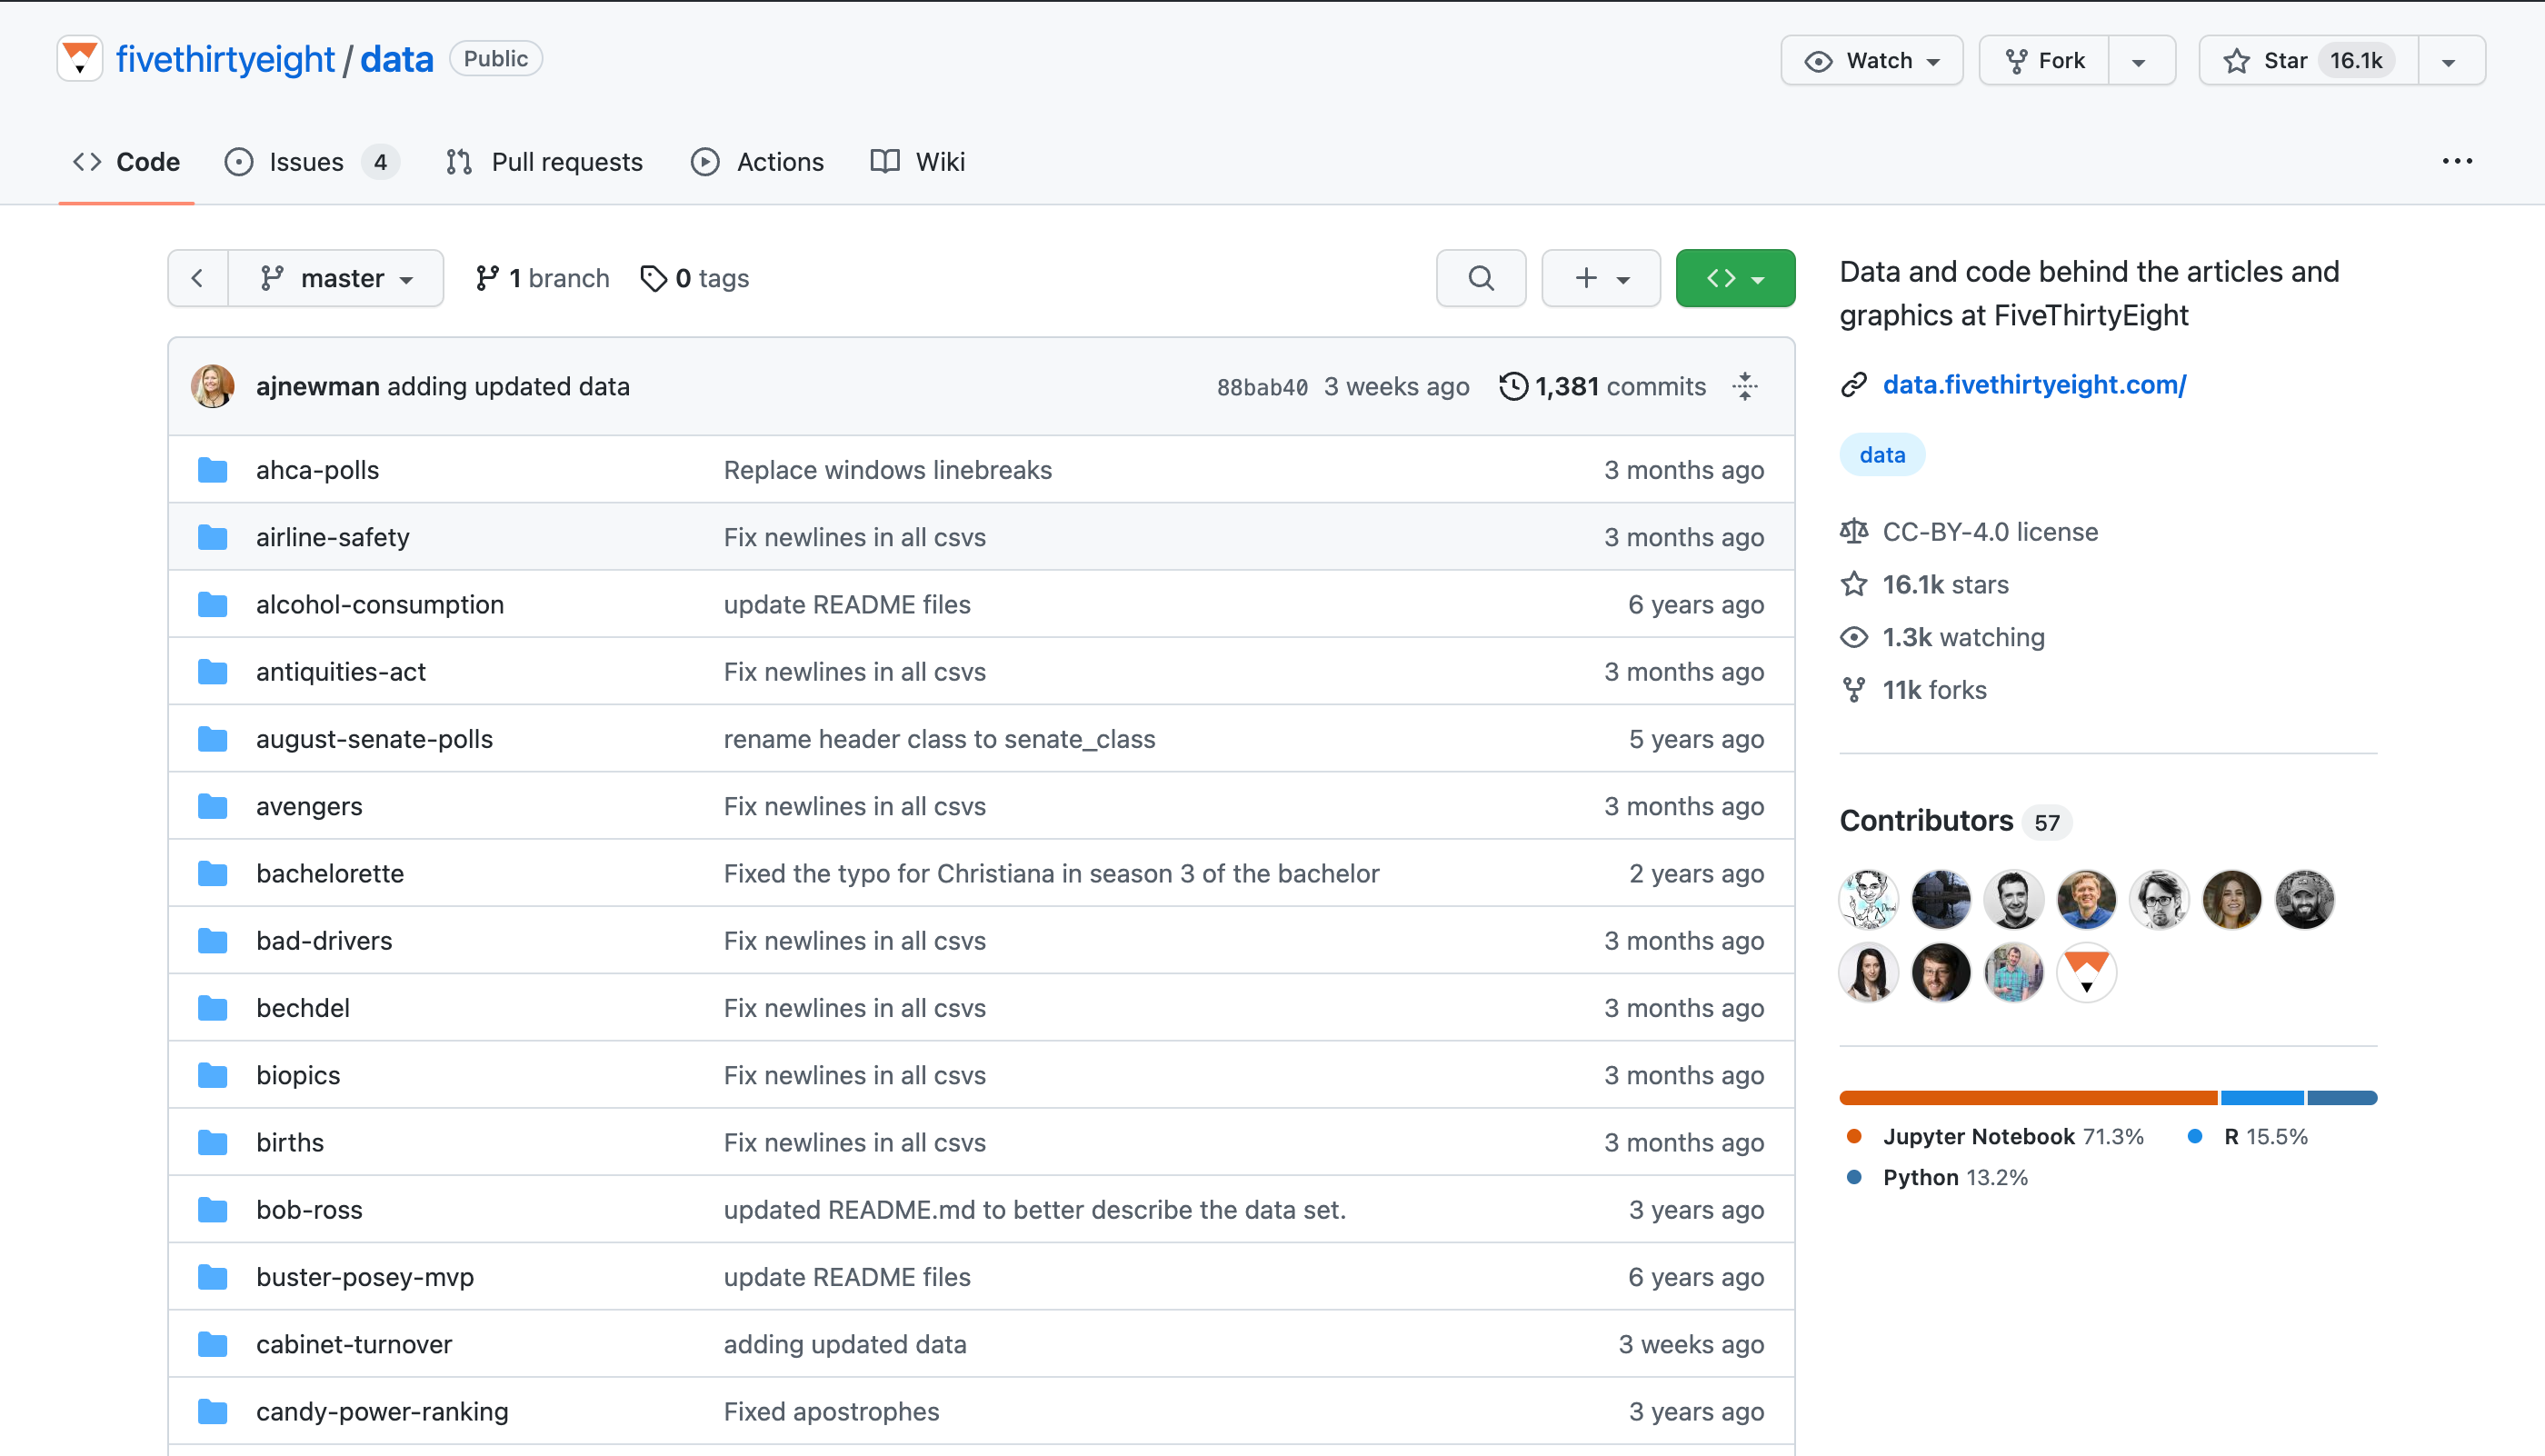 fivethirtyeight / data Public
Watch Fork Star 16.1k
Code Issues 4 Pull requests Actions Wiki
master 1 branch 0 tags
ajnewman adding updated data 88bab40 3 weeks ago 1,381 commits
ahca-polls Replace windows linebreaks 3 months ago
airline-safety Fix newlines in all csvs 3 months ago
alcohol-consumption update README files 6 years ago
antiquities-act Fix newlines in all csvs 3 months ago
august-senate-polls rename header class to senate_class 5 years ago
avengers Fix newlines in all csvs 3 months ago
bachelorette Fixed the typo for Christiana in season 3 of the bachelor 2 years ago
bad-drivers Fix newlines in all csvs 3 months ago
bechdel Fix newlines in all csvs 3 months ago
biopics Fix newlines in all csvs 3 months ago
births Fix newlines in all csvs 3 months ago
bob-ross updated README.md to better describe the data set. 3 years ago
buster-posey-mvp update README files 6 years ago
cabinet-turnover adding updated data 3 weeks ago
candy-power-ranking Fixed apostrophes 3 years ago
Data and code behind the articles and
graphics at FiveThirtyEight
data.fivethirtyeight.com/
data
CC-BY-4.0 license
16.1k stars
1.3k watching
11k forks
Contributors 57
Jupyter Notebook 71.3% R 15.5%
Python 13.2%